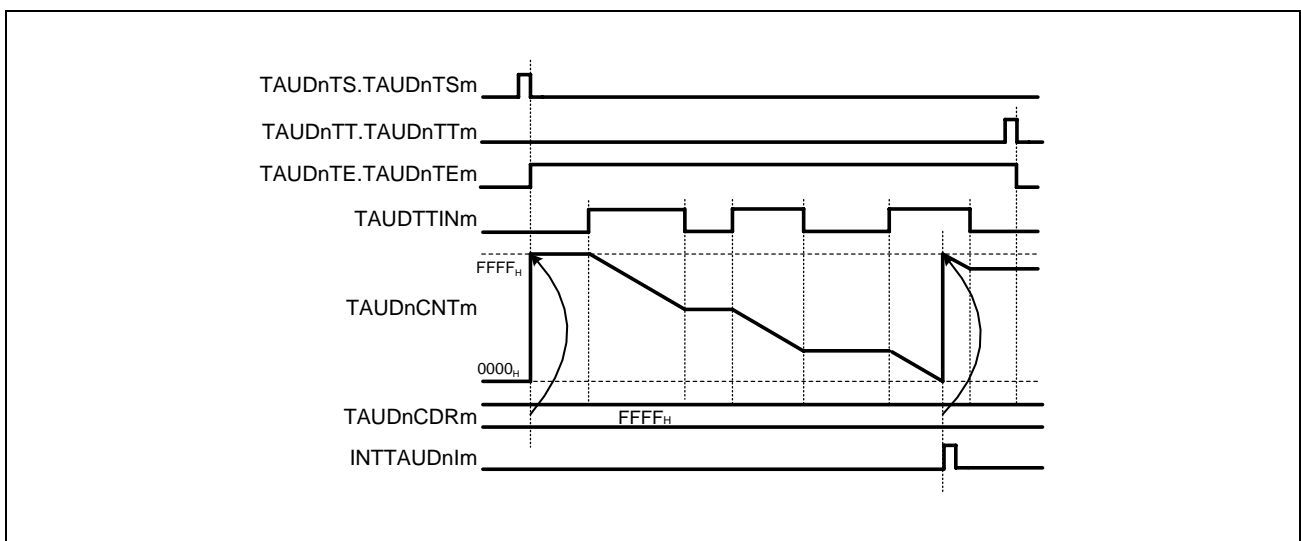 TAUDnTS.TAUDnTSm
TAUDnTT.TAUDnTTm
TAUDnTE.TAUDnTEm
TAUDTTINm
FFFFH
TAUDnCNTm
0000H
TAUDnCDRm
FFFFH
INTTAUDnIm